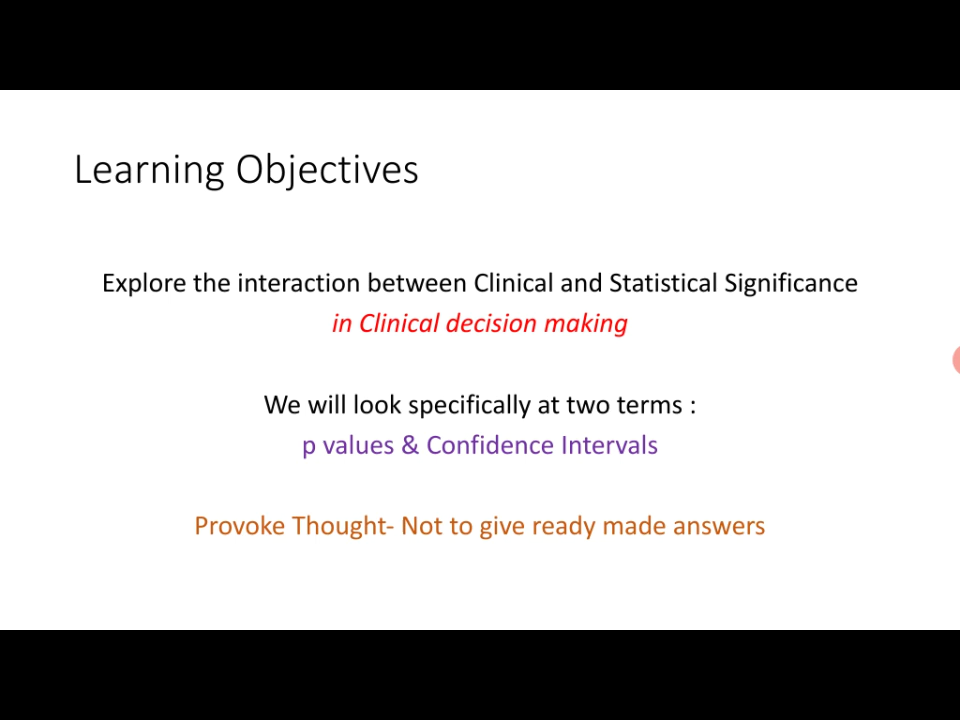 Learning Objectives
Explore the interaction between Clinical and Statistical Significance
in Clinical decision making
We will look specifically at two terms :
p values & Confidence Intervals
Provoke Thought- Not to give ready made answers